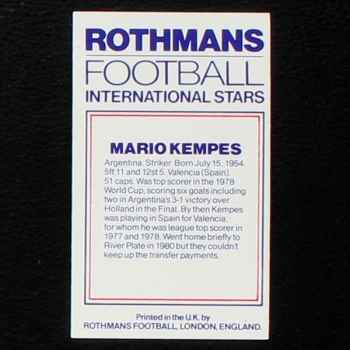 ROTHMANS
FOOTBALL
INTERNATIONAL STARS
MARIO KEMPES
Argentina. Striker. Born July 15, 1954.
5ft 11 and 12st 5. Valencia (Spain).
51 caps. Was top scorer in the 1978
World Cup, scoring six goals including
two in Argentina's 3-1 victory over
Holland in the Final. By then Kempes
was playing in Spain for Valencia,
for whom he was league top scorer in
1977 and 1978. Went home briefly to
River Plate in 1980 but they couldn't
keep up the transfer payments.
Printed in the U.K. by
ROTHMANS FOOTBALL, LONDON, ENGLAND.